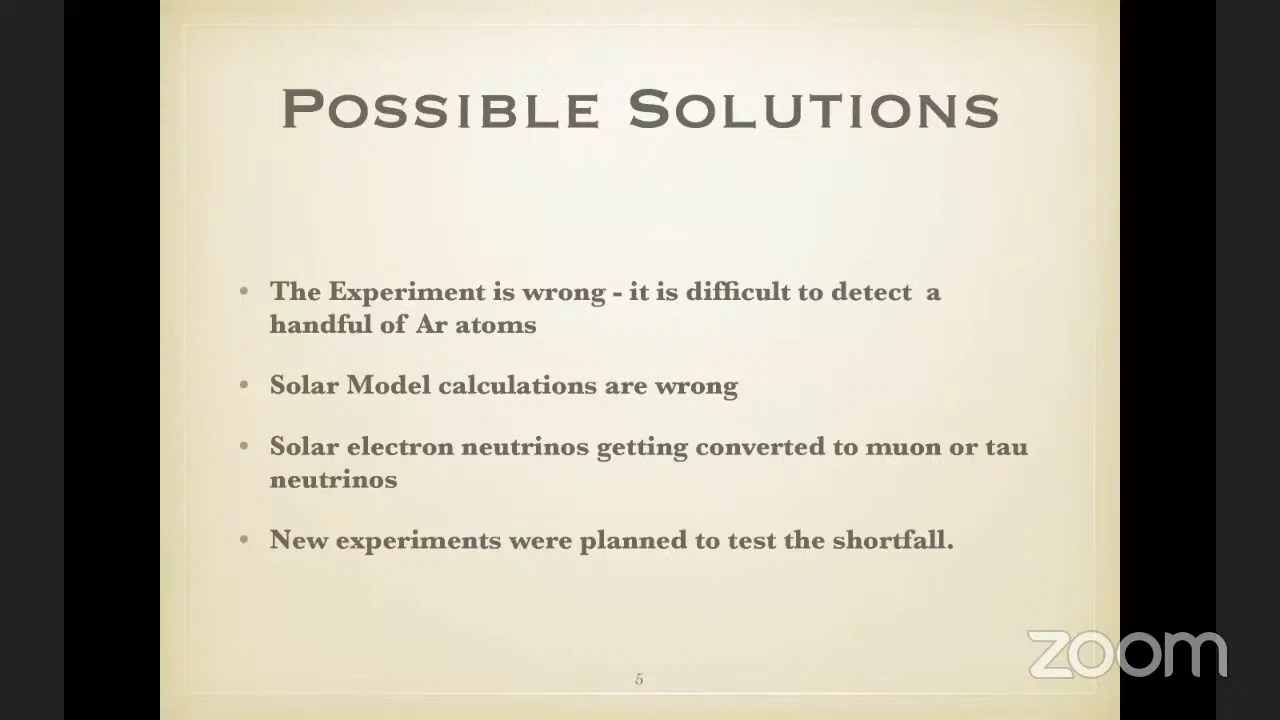 Possible Solutions
• The Experiment is wrong - it is difficult to detect a
handful of Ar atoms
• Solar Model calculations are wrong
• Solar electron neutrinos getting converted to muon or tau
neutrinos
• New experiments were planned to test the shortfall.
zoom
5